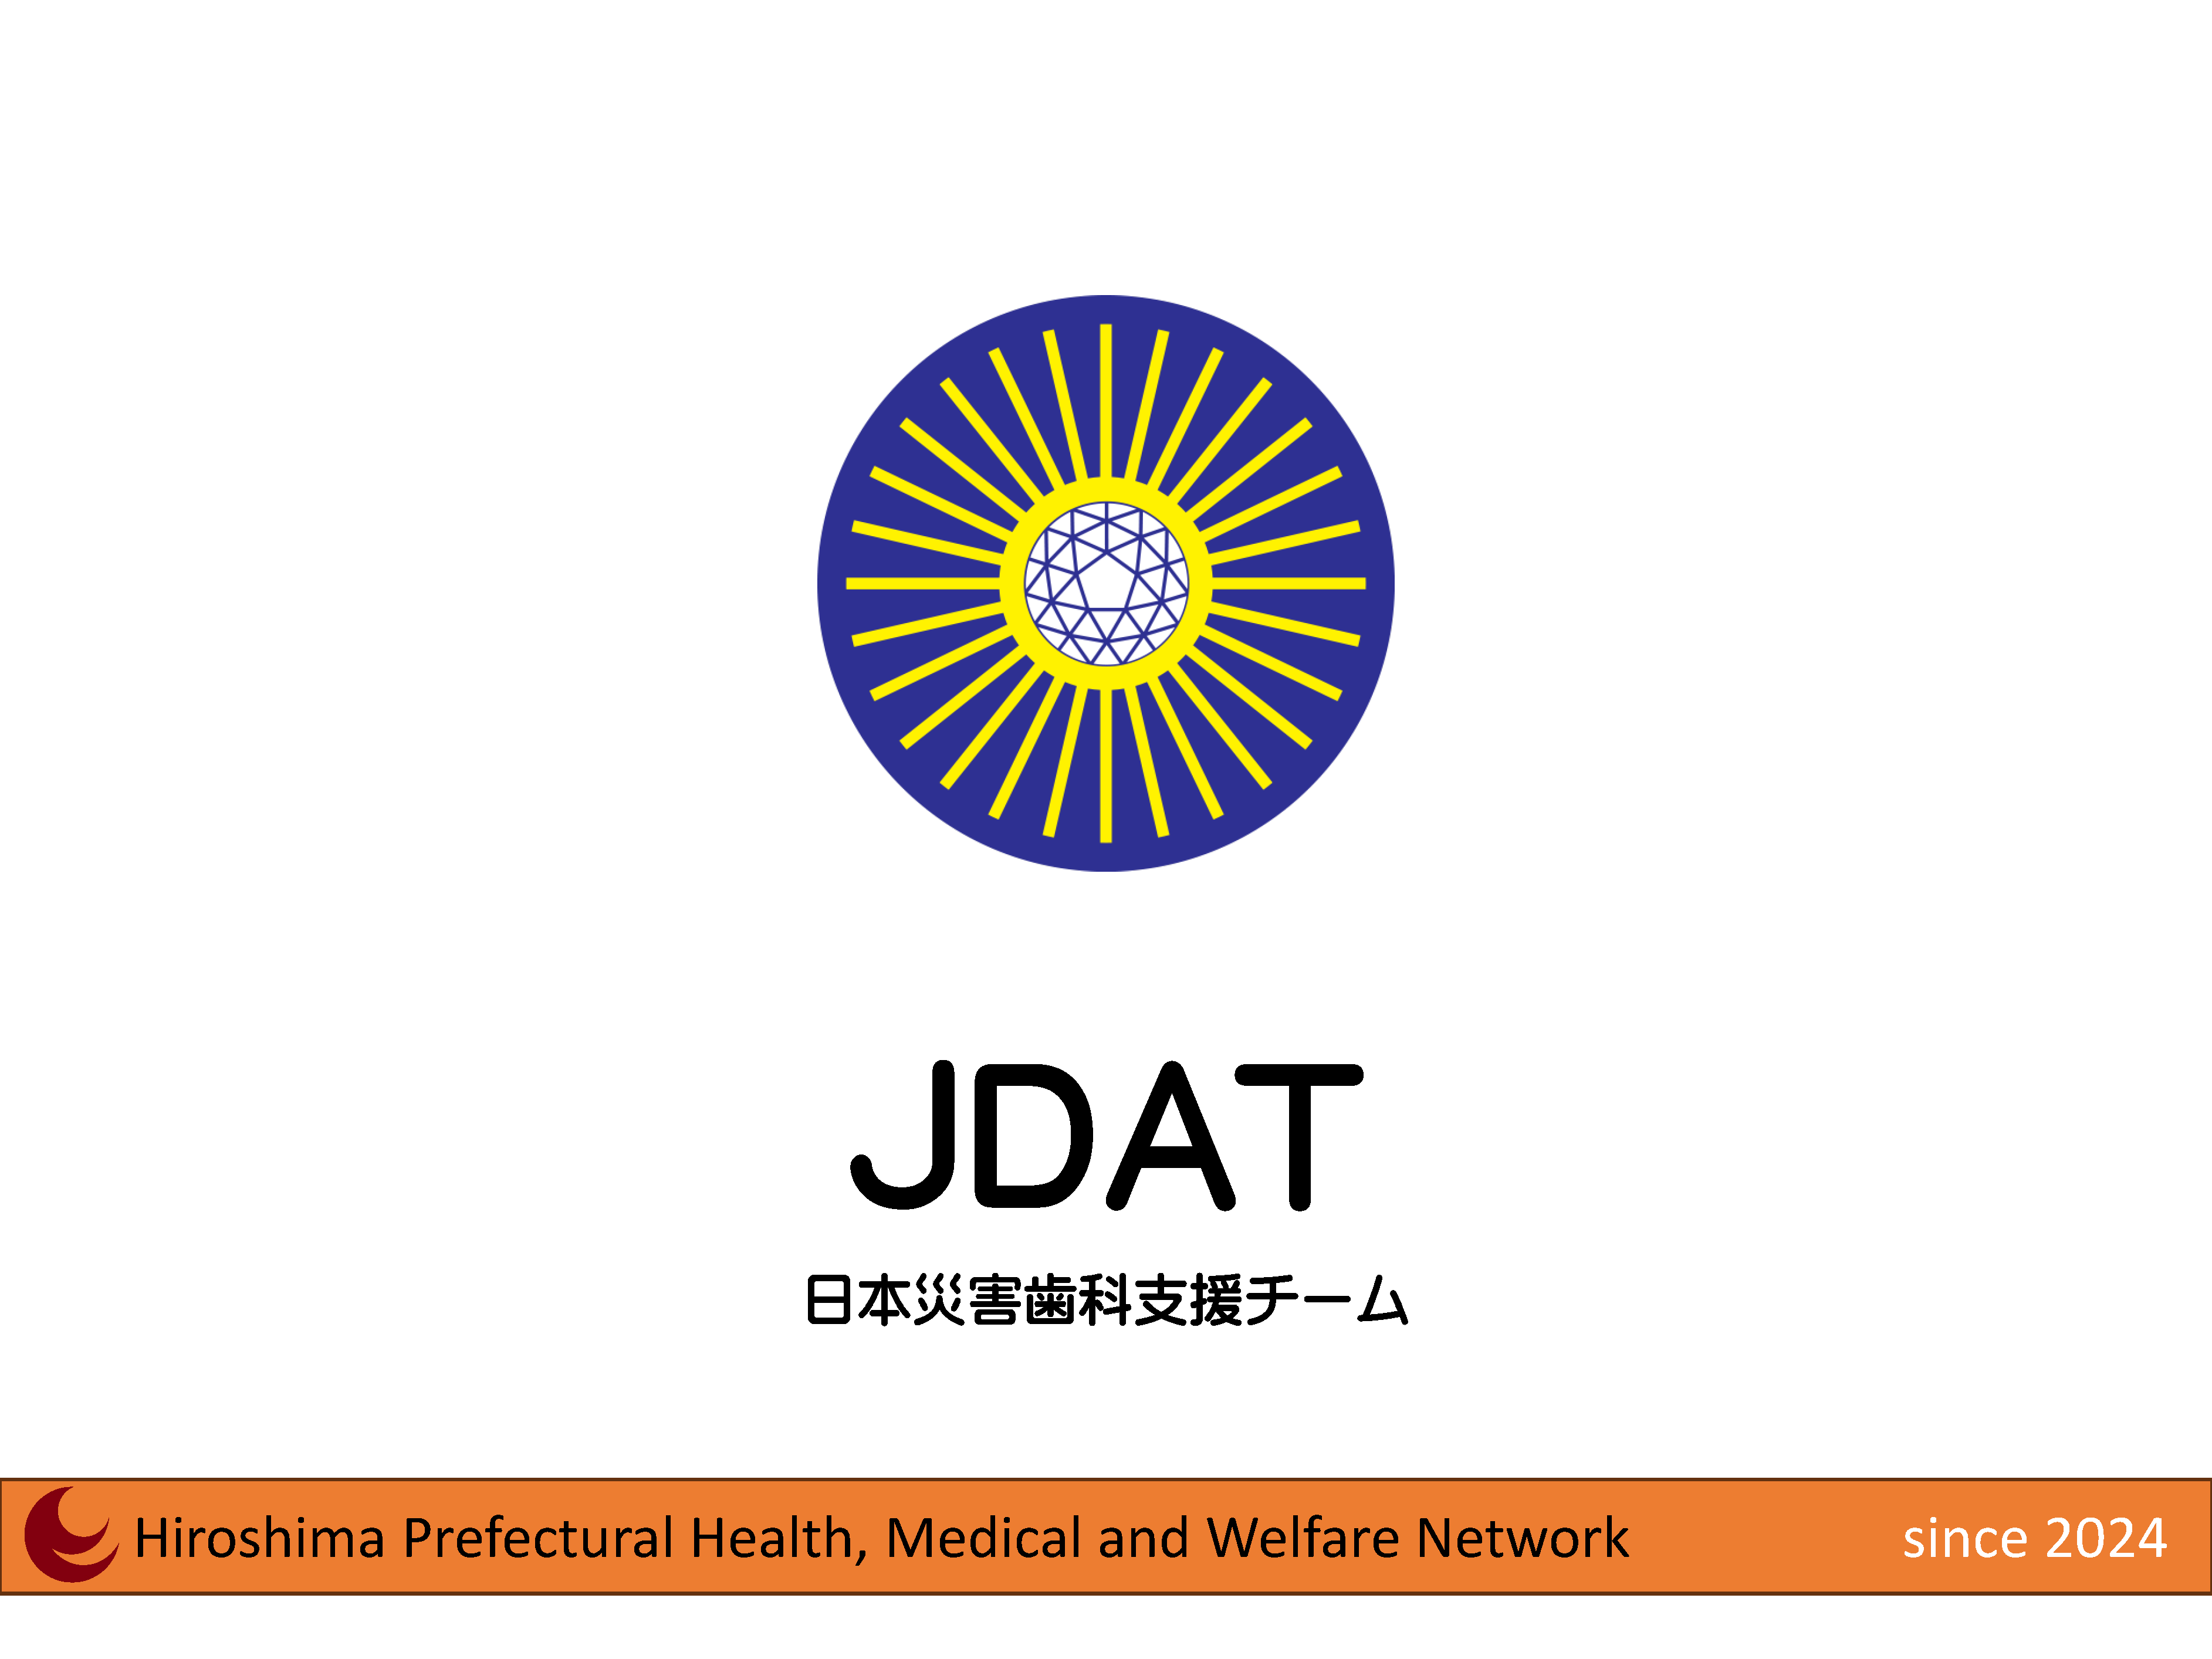 JDAT
日本災害歯科支援チーム
Hiroshima Prefectural Health, Medical and Welfare Network since 2024